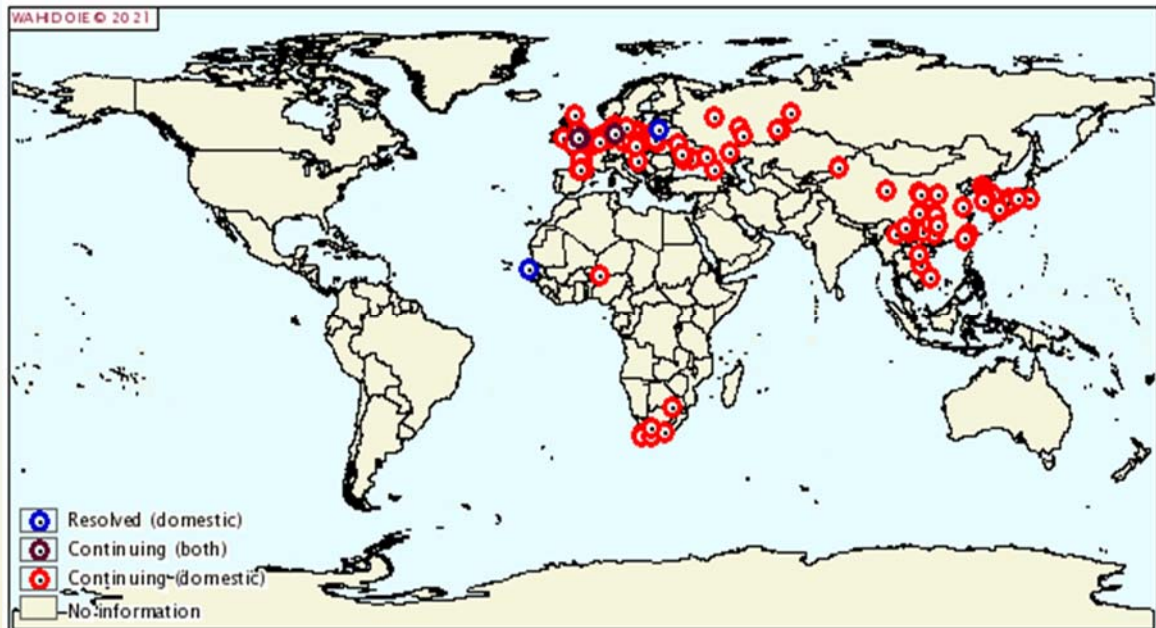 WAHIDOIE © 2021
Resolved (domestic)
Continuing (both)
Continuing (domestic)
No information